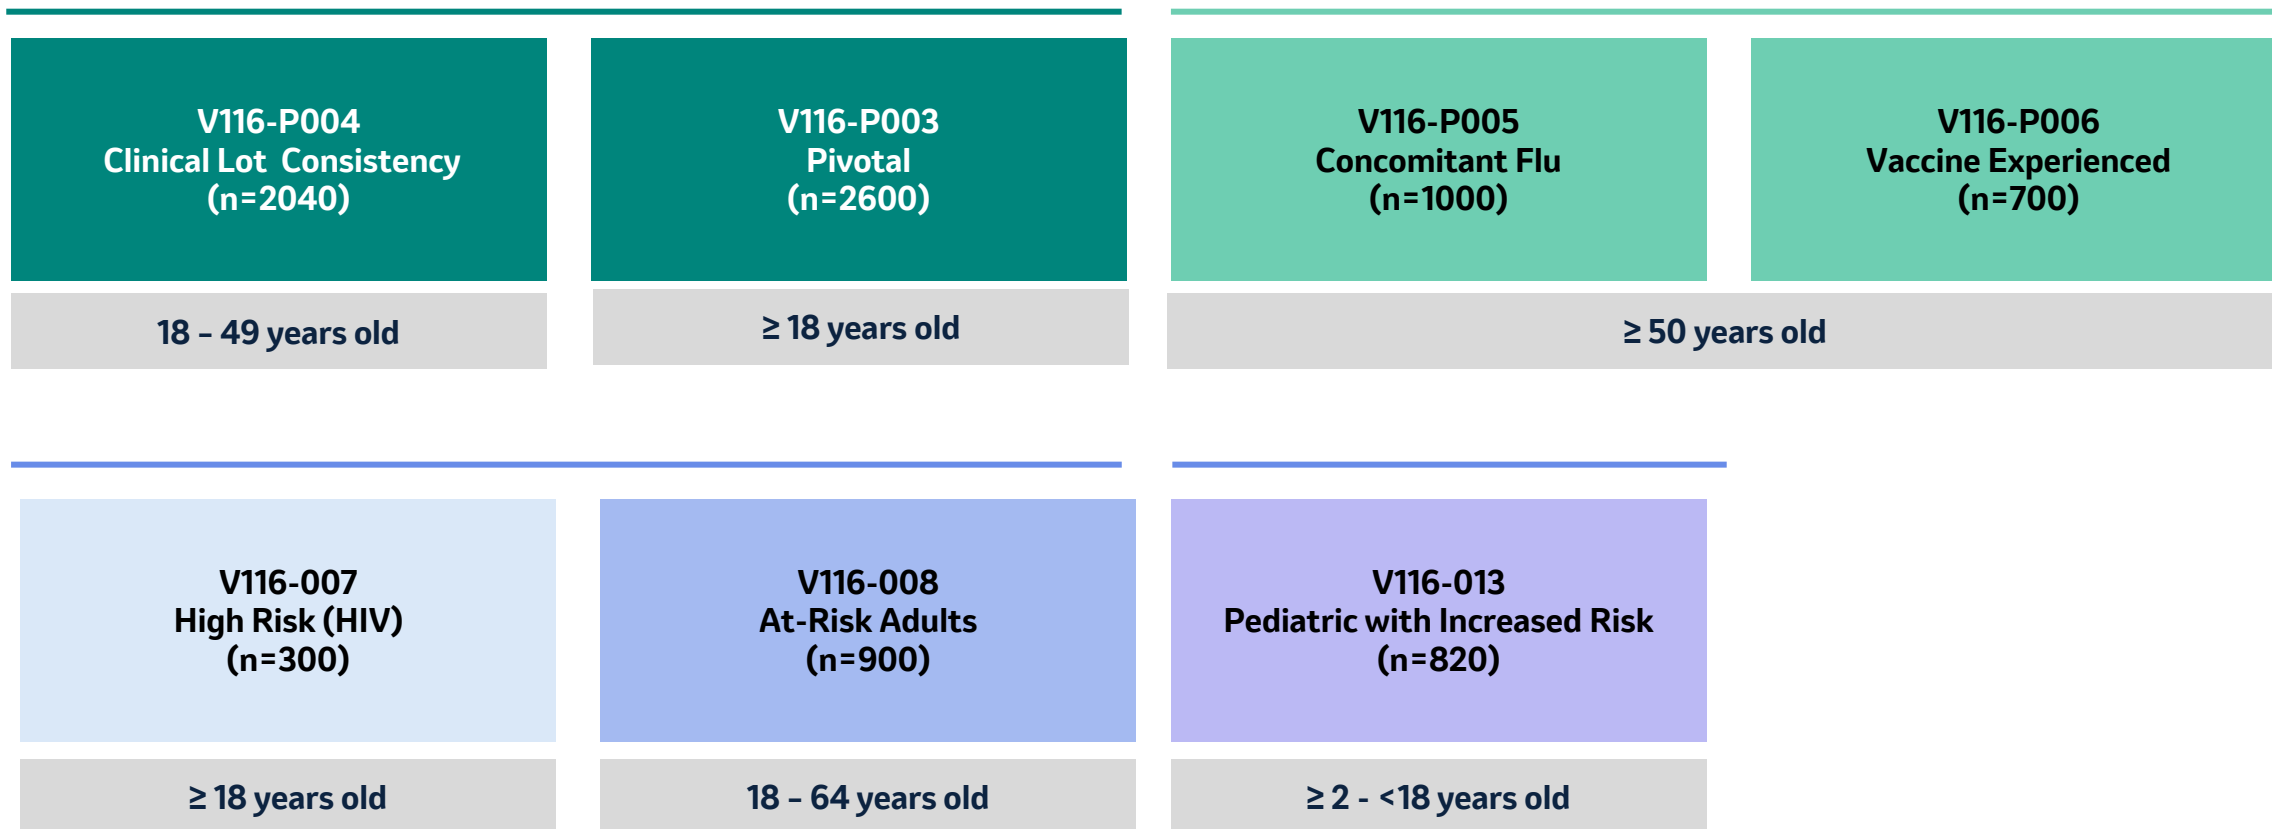 V116-P004
Clinical Lot Consistency
(n=2040)
18 – 49 years old
V116-P003
Pivotal
(n=2600)
≥ 18 years old
V116-P005
Concomitant Flu
(n=1000)
V116-P006
Vaccine Experienced
(n=700)
≥ 50 years old
V116-007
High Risk (HIV)
(n=300)
≥ 18 years old
V116-008
At-Risk Adults
(n=900)
18 – 64 years old
V116-013
Pediatric with Increased Risk
(n=820)
≥ 2 - <18 years old